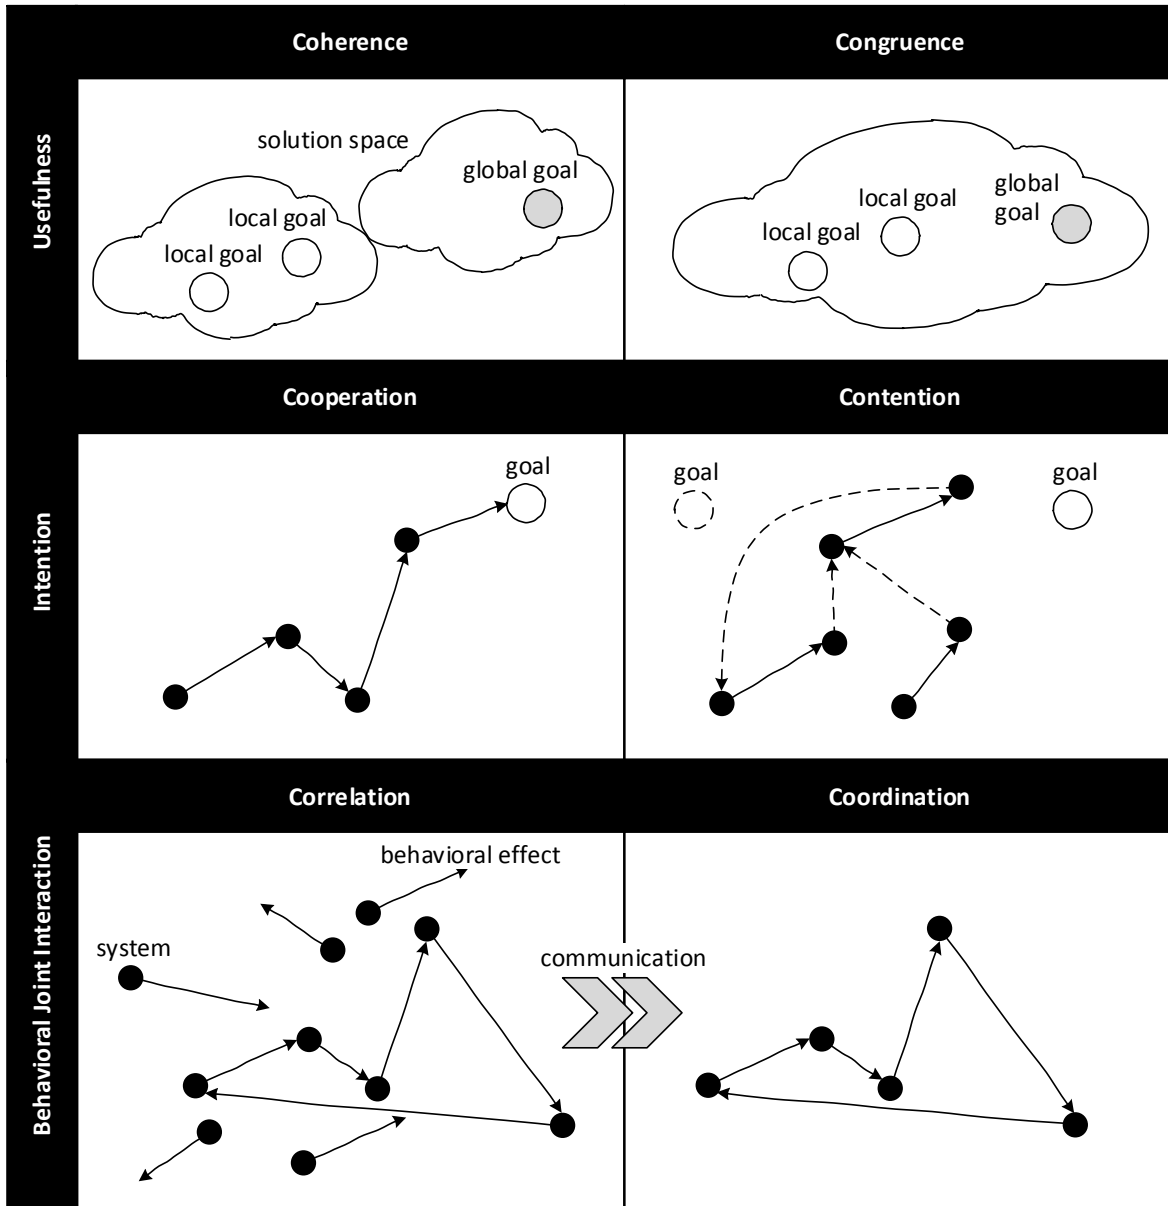 Coherence
Congruence
Usefulness
solution space
global goal
local goal
local goal
global
goal
local goal
local goal
Cooperation
Contention
Intention
goal
goal
goal
Correlation
Coordination
Behavioral Joint Interaction
behavioral effect
system
communication